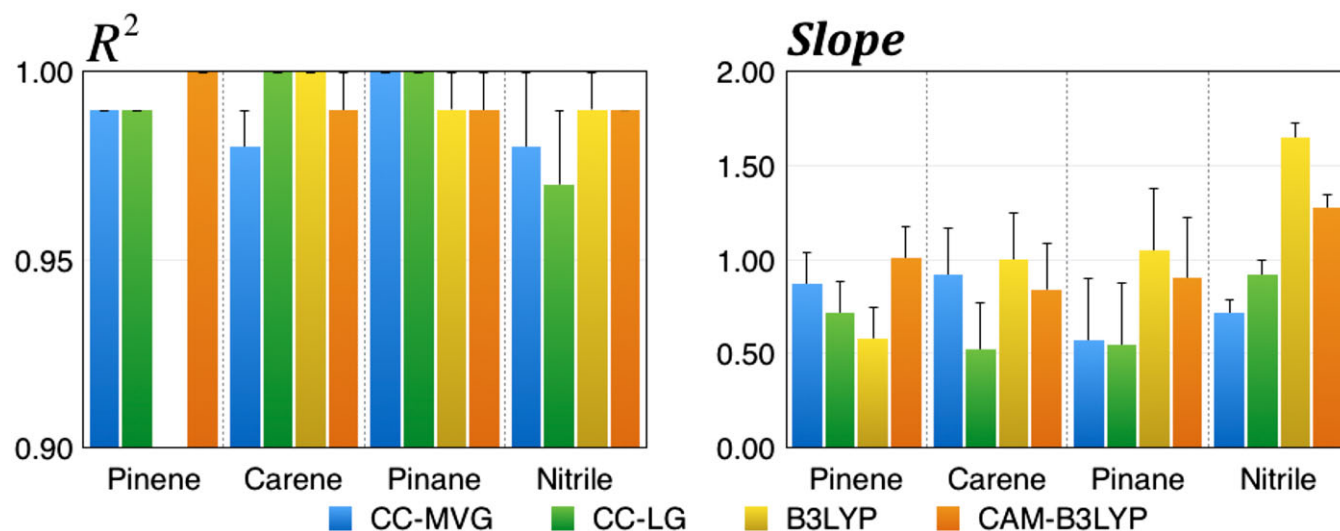 R² Slope
1.00 2.00
1.50
0.95 1.00
0.50
0.90 0.00
Pinene Carene Pinane Nitrile Pinene Carene Pinane Nitrile
CC-MVG CC-LG B3LYP CAM-B3LYP